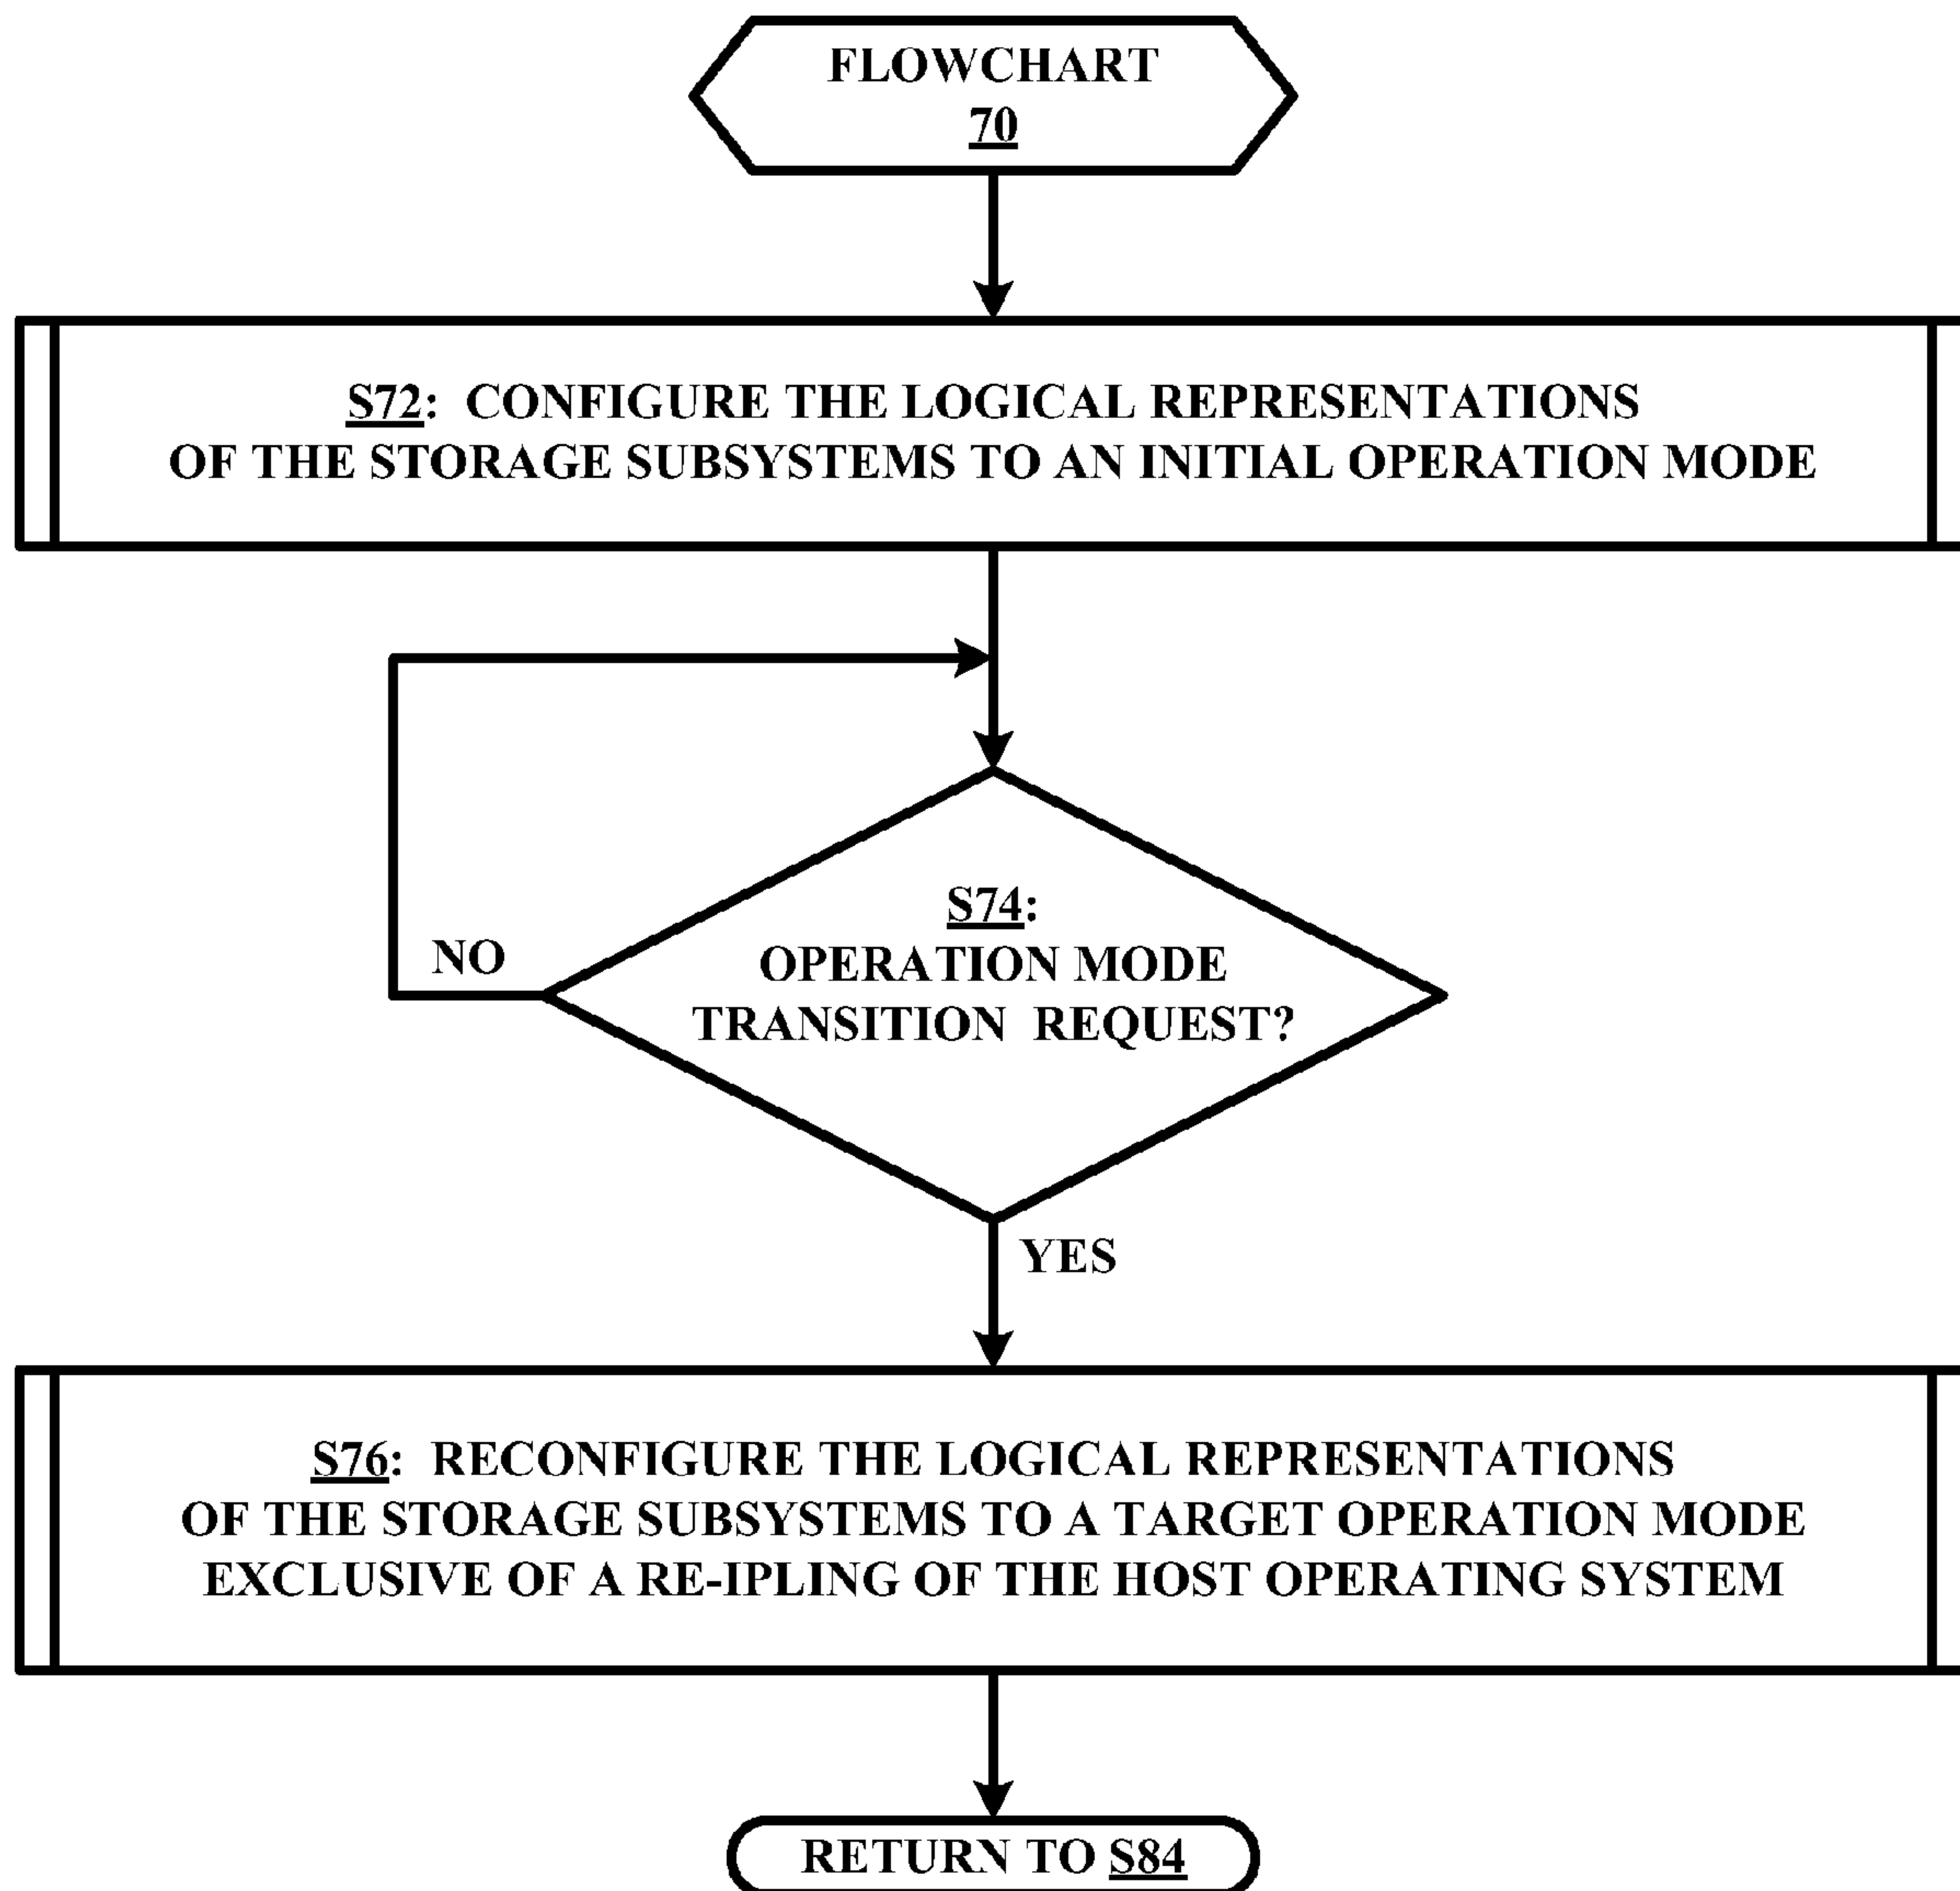 FLOWCHART
70
S72: CONFIGURE THE LOGICAL REPRESENTATIONS
OF THE STORAGE SUBSYSTEMS TO AN INITIAL OPERATION MODE
S74:
OPERATION MODE
TRANSITION REQUEST?
NO
YES
S76: RECONFIGURE THE LOGICAL REPRESENTATIONS
OF THE STORAGE SUBSYSTEMS TO A TARGET OPERATION MODE
EXCLUSIVE OF A RE-IPLING OF THE HOST OPERATING SYSTEM
RETURN TO S84